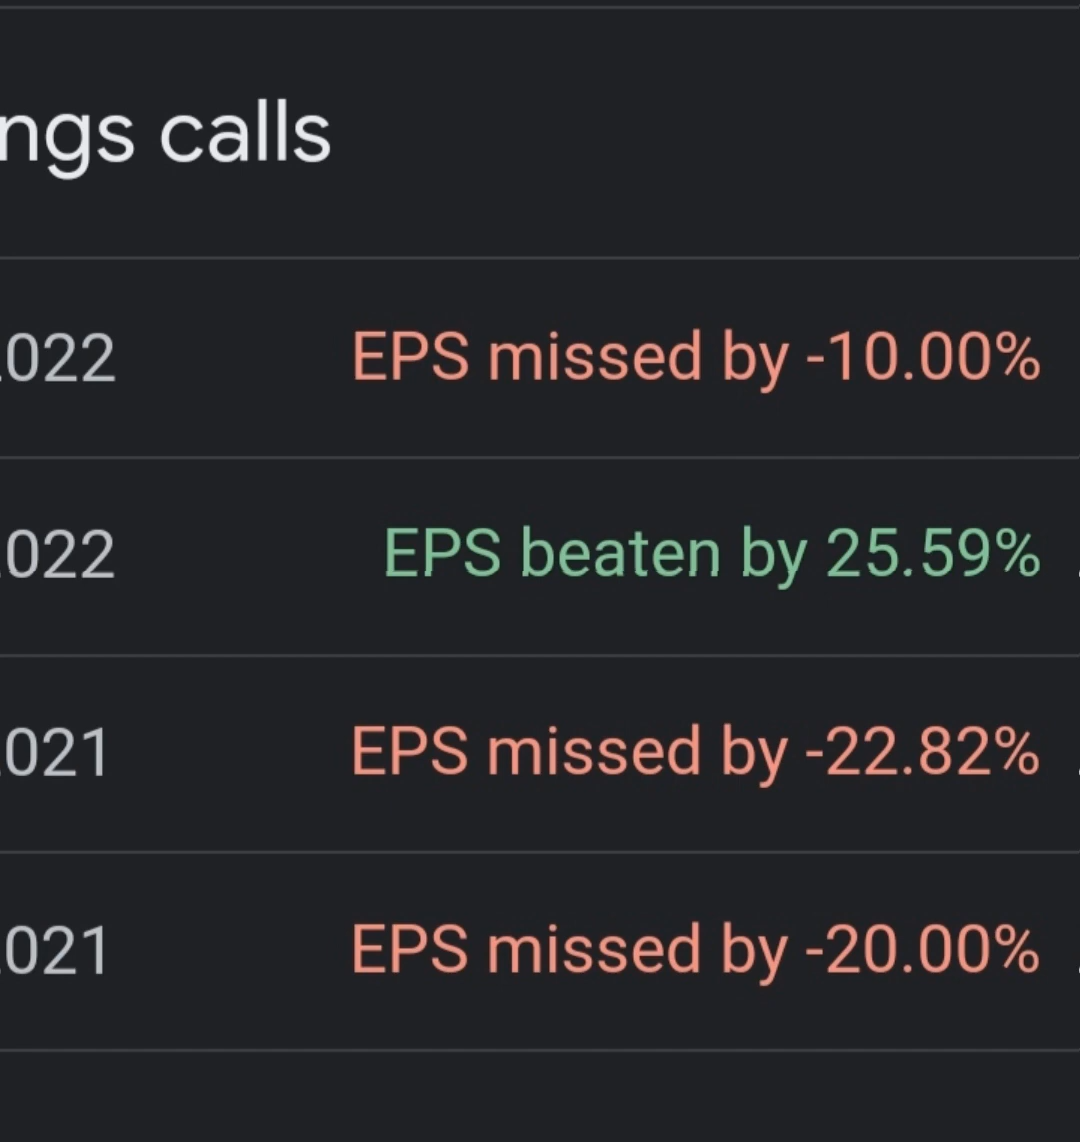 ngs calls
022 EPS missed by -10.00%
022 EPS beaten by 25.59%
021 EPS missed by -22.82%
021 EPS missed by -20.00%